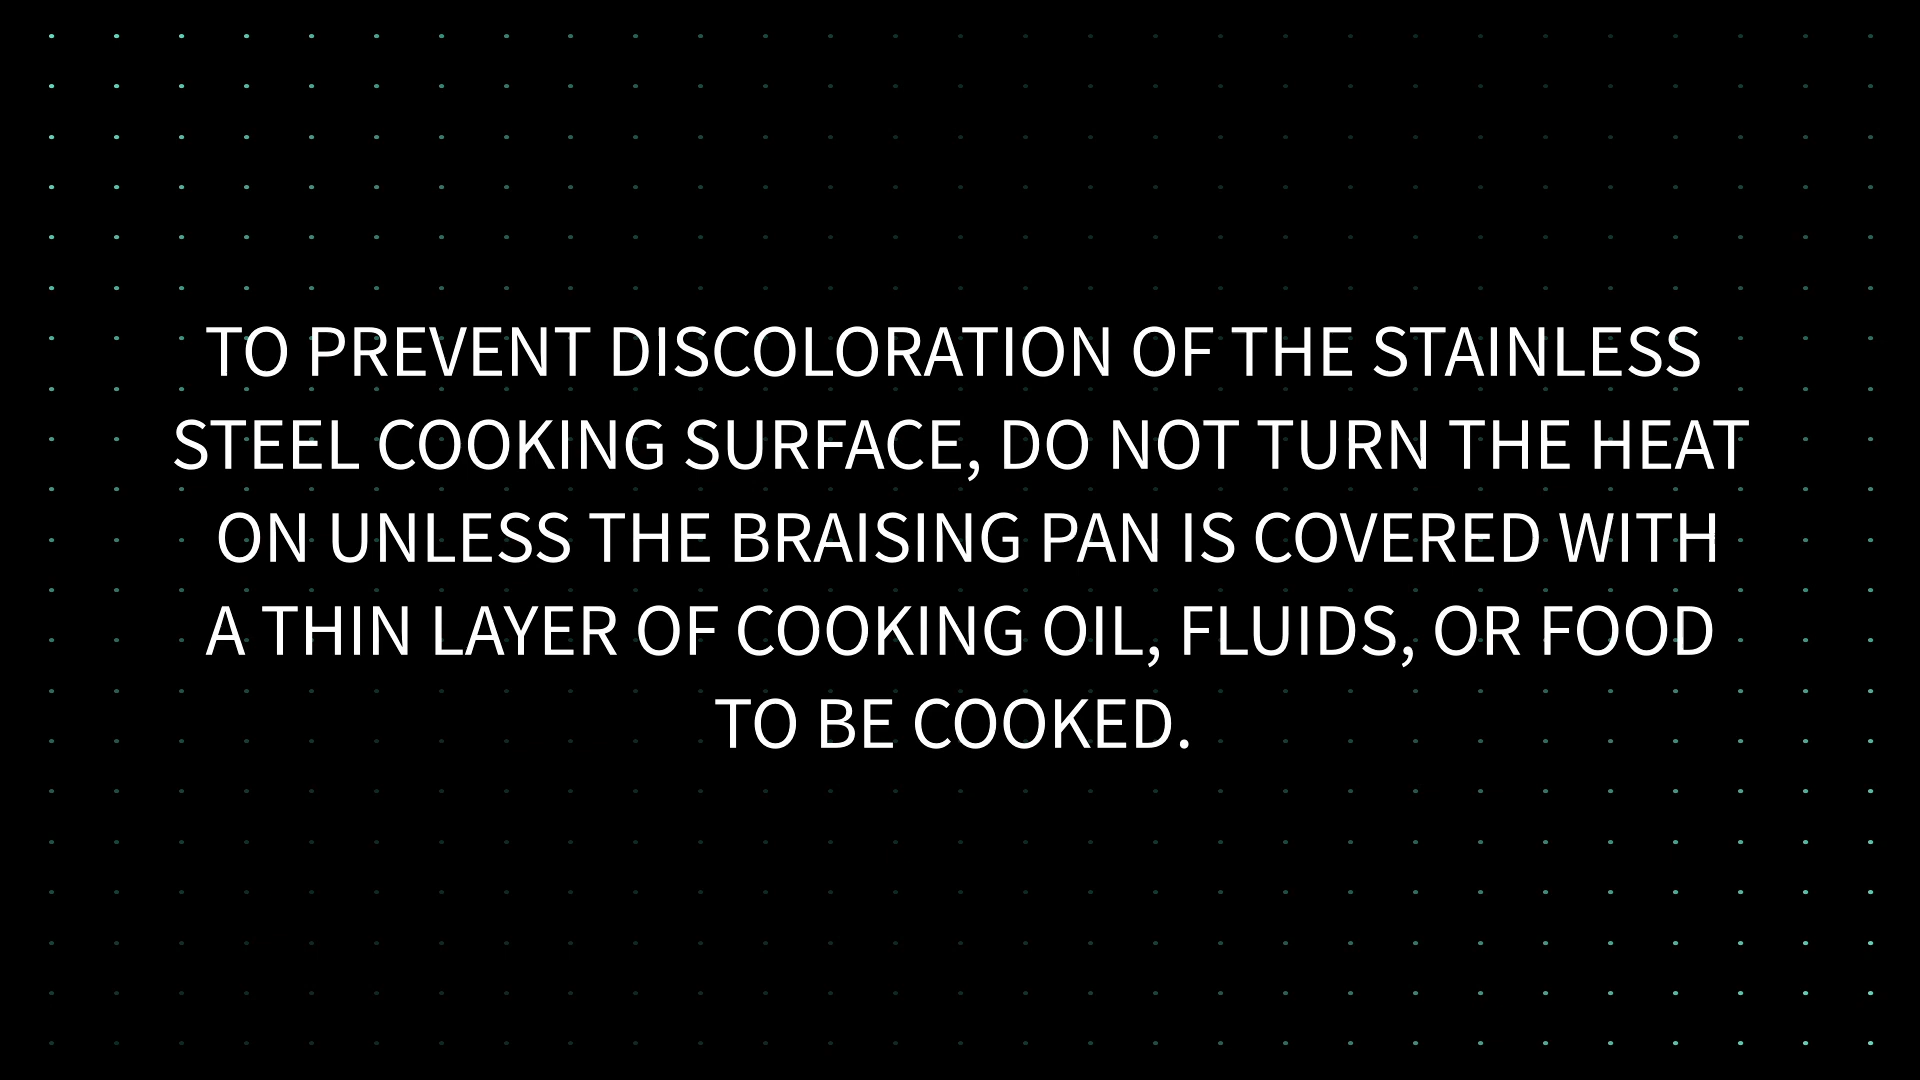 TO PREVENT DISCOLORATION OF THE STAINLESS
STEEL COOKING SURFACE, DO NOT TURN THE HEAT
ON UNLESS THE BRAISING PAN IS COVERED WITH
A THIN LAYER OF COOKING OIL, FLUIDS, OR FOOD
TO BE COOKED.